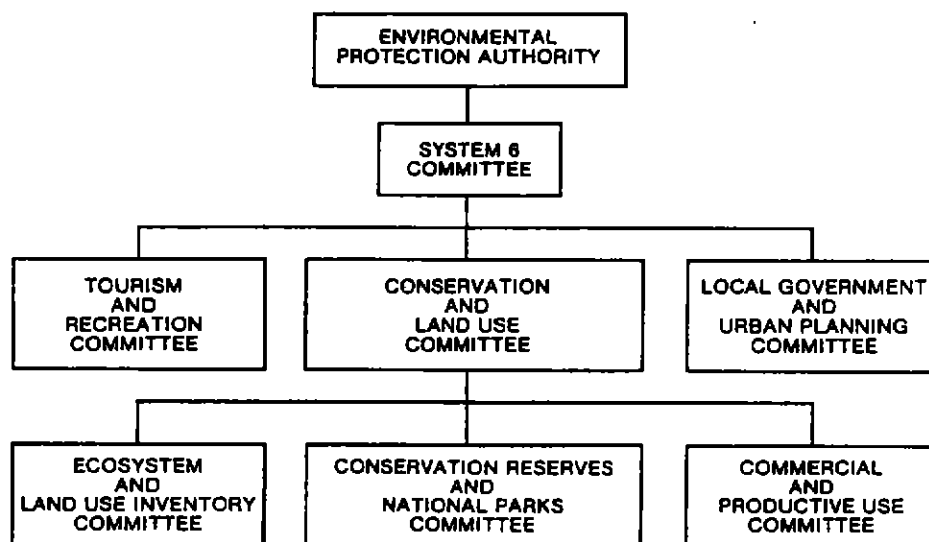 ENVIRONMENTAL
PROTECTION AUTHORITY
SYSTEM 6
COMMITTEE
TOURISM
AND
RECREATION
COMMITTEE
CONSERVATION
AND
LAND USE
COMMITTEE
LOCAL GOVERNMENT
AND
URBAN PLANNING
COMMITTEE
ECOSYSTEM
AND
LAND USE INVENTORY
COMMITTEE
CONSERVATION RESERVES
AND
NATIONAL PARKS
COMMITTEE
COMMERCIAL
AND
PRODUCTIVE USE
COMMITTEE